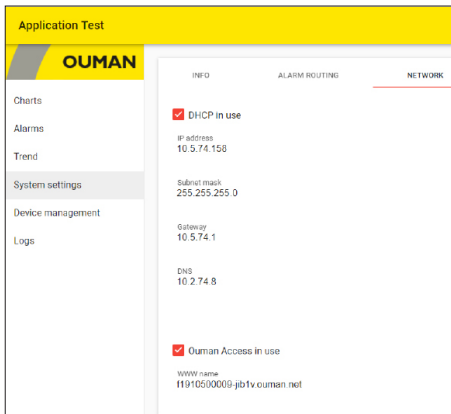 Application Test
OUMAN
Charts
Alarms
Trend
System settings
Device management
Logs
INFO ALARM ROUTING NETWORK
DHCP in use
IP address
10.5.74.158
Subnet mask
255.255.255.0
Gateway
10.5.74.1
DNS
10.2.74.8
Ouman Access in use
WWW name
f1910500009-jib1v.ouman.net